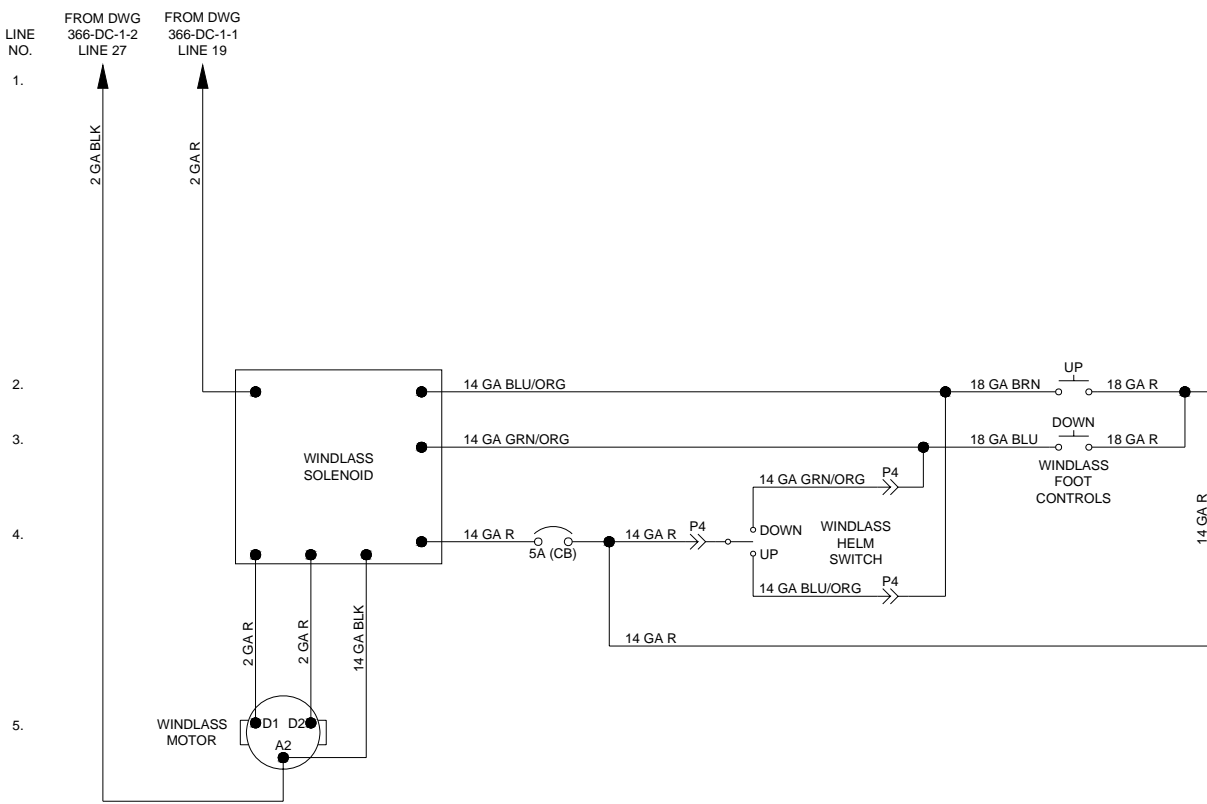 LINE
NO.
FROM DWG
366-DC-1-2
LINE 27
FROM DWG
366-DC-1-1
LINE 19
1.
2 GA BLK
2 GA R
2.
14 GA BLU/ORG
18 GA BRN
UP
18 GA R
3.
14 GA GRN/ORG
18 GA BLU
DOWN
18 GA R
WINDLASS
SOLENOID
WINDLASS
FOOT
CONTROLS
14 GA GRN/ORG
P4
14 GA R
4.
14 GA R
5A (CB)
14 GA R
P4
DOWN
UP
WINDLASS
HELM
SWITCH
14 GA BLU/ORG
P4
2 GA R
2 GA R
14 GA BLK
14 GA R
5.
WINDLASS
MOTOR
D1
D2
A2